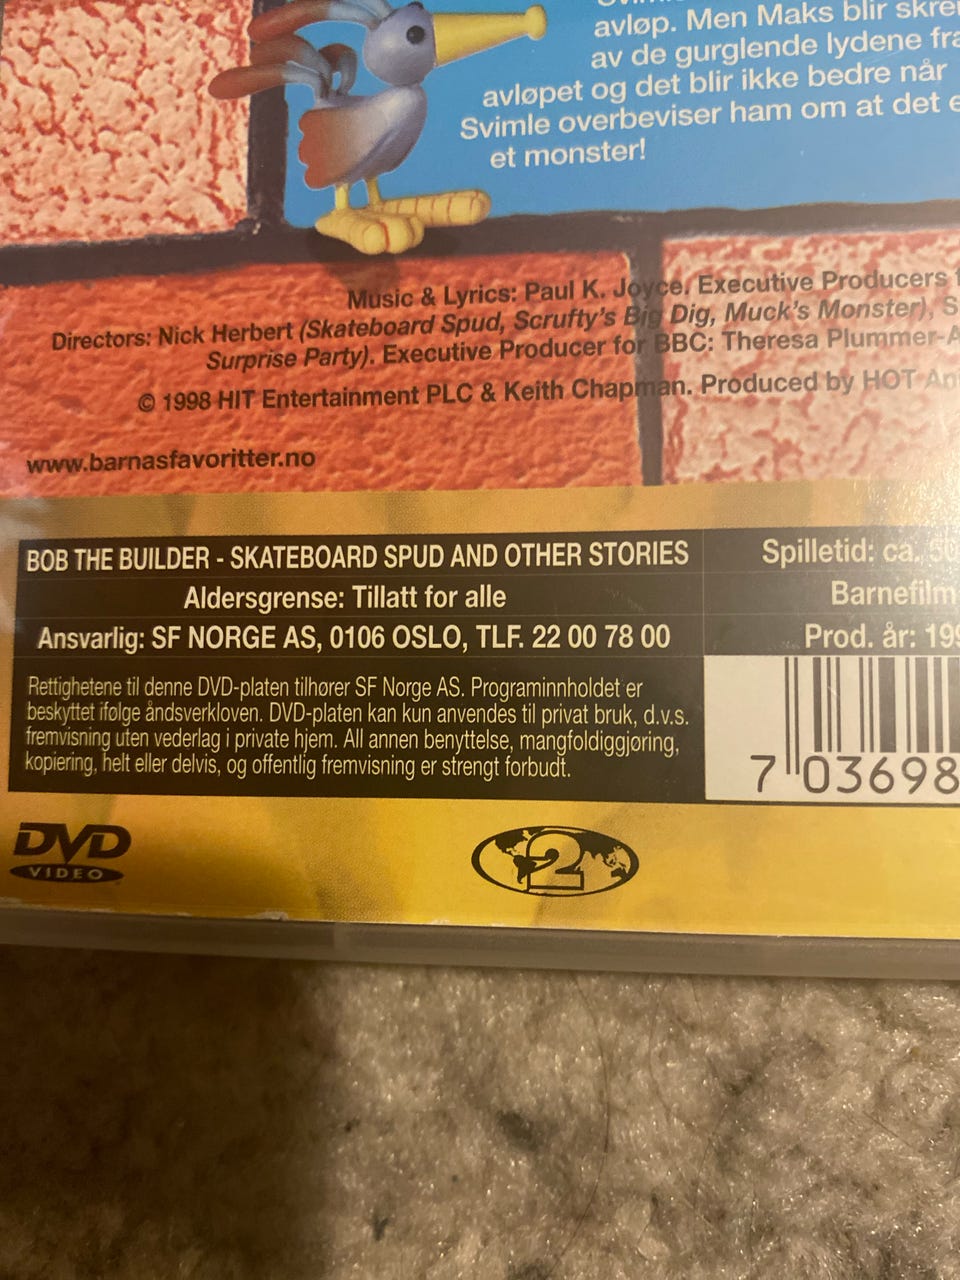 avløp. Men Maks blir
av de gurglende lydene
avløpet og det blir ikke bedre når
Svimle overbeviser ham om at det
et monster!
Music & Lyrics: Paul K. Joyce. Executive Producers
Directors: Nick Herbert (Skateboard Spud, Scrufty's Big Dig, Muck's Monster),
Surprise Party). Executive Producer for BBC: Theresa Plummer-
© 1998 HIT Entertainment PLC & Keith Chapman. Produced by HOT
www.barnasfavoritter.no
BOB THE BUILDER - SKATEBOARD SPUD AND OTHER STORIES
Spilletid: ca.
Aldersgrense: Tillatt for alle
Barnefilm
Ansvarlig: SF NORGE AS, 0106 OSLO, TLF. 22 00 78 00
Prod. år:
Rettighetene til denne DVD-platen tilhører SF Norge AS. Programinnholdet er
beskyttet ifølge åndsverkloven. DVD-platen kan kun anvendes til privat bruk, d.v.s.
fremvisning uten vederlag i private hjem. All annen benyttelse, mangfoldiggjøring,
kopiering, helt eller delvis, og offentlig fremvisning er strengt forbudt.
7 03698
DVD
VIDEO
2